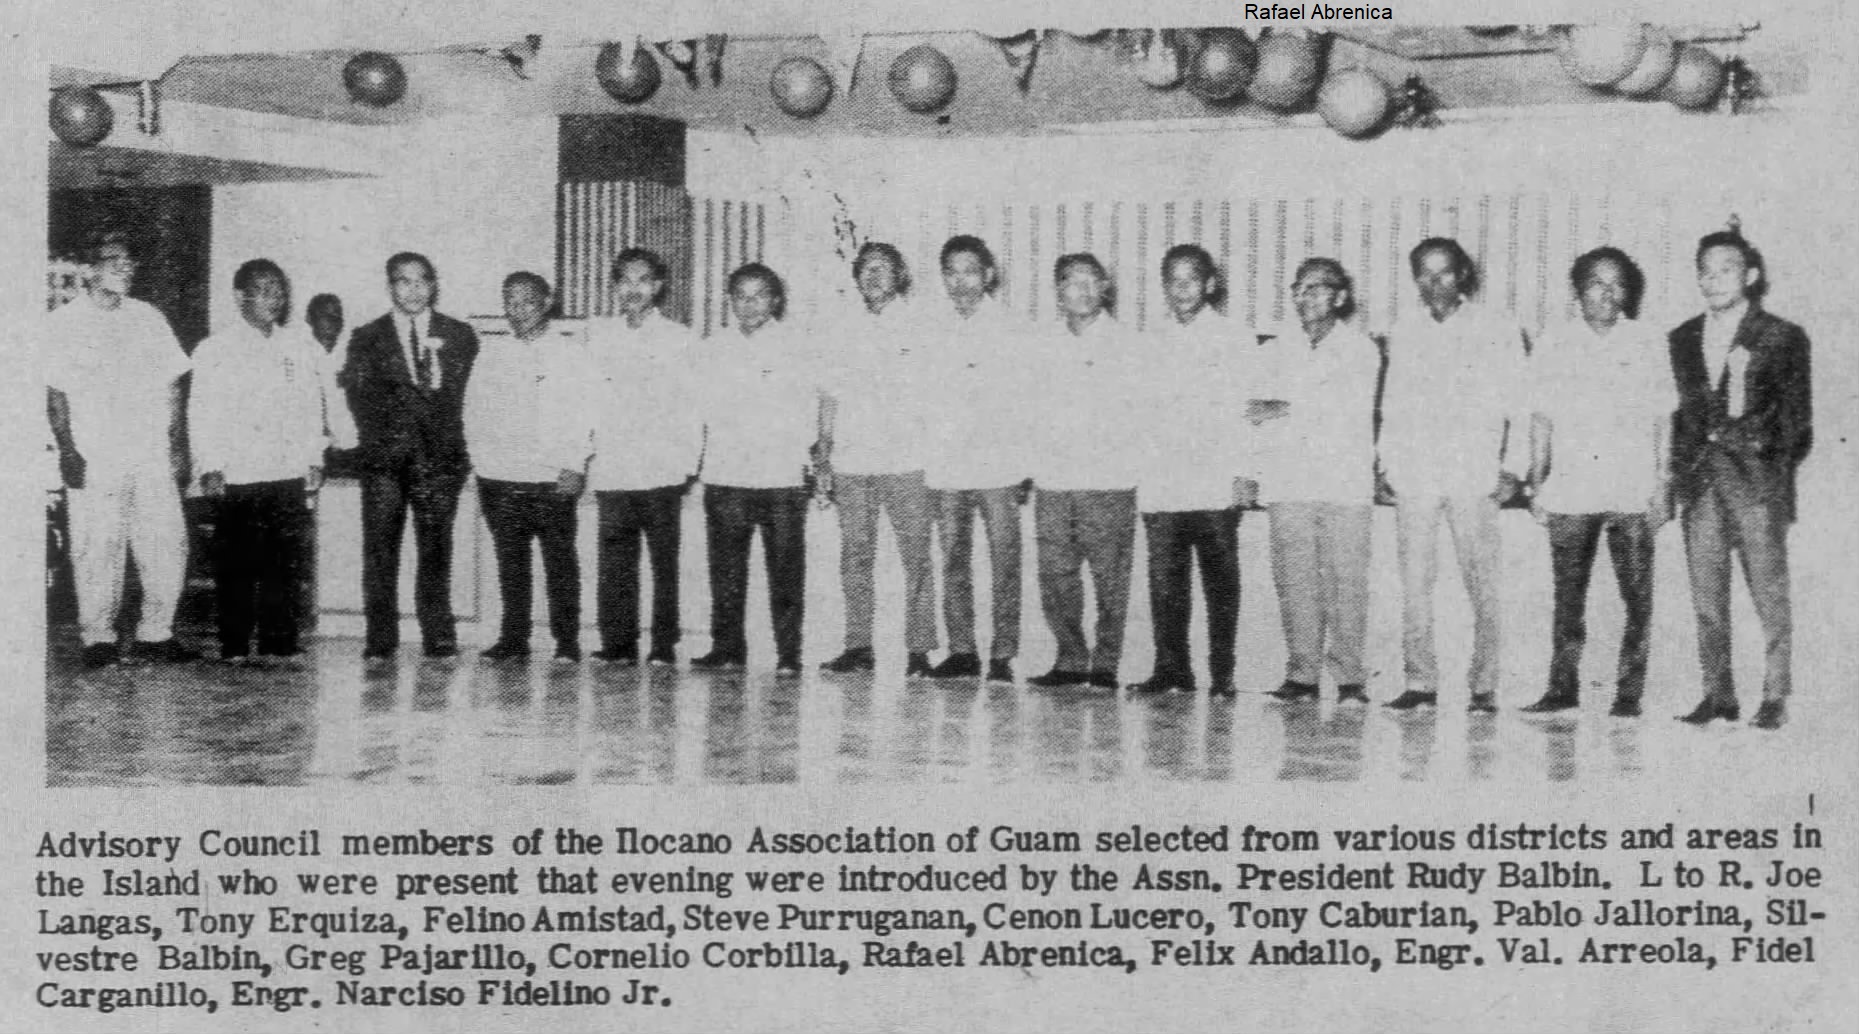 Rafael Abrenica
Advisory Council members of the Ilocano Association of Guam selected from various districts and areas in
the Island who were present that evening were introduced by the Assn. President Rudy Balbin. L to R. Joe
Langas, Tony Erquiza, Felino Amistad, Steve Purruganan, Cenon Lucero, Tony Caburian, Pablo Jallorina, Sil-
vestre Balbin, Greg Pajarillo, Cornelio Corbilla, Rafael Abrenica, Felix Andallo, Engr. Val. Arreola, Fidel
Carganillo, Engr. Narciso Fidelino Jr.